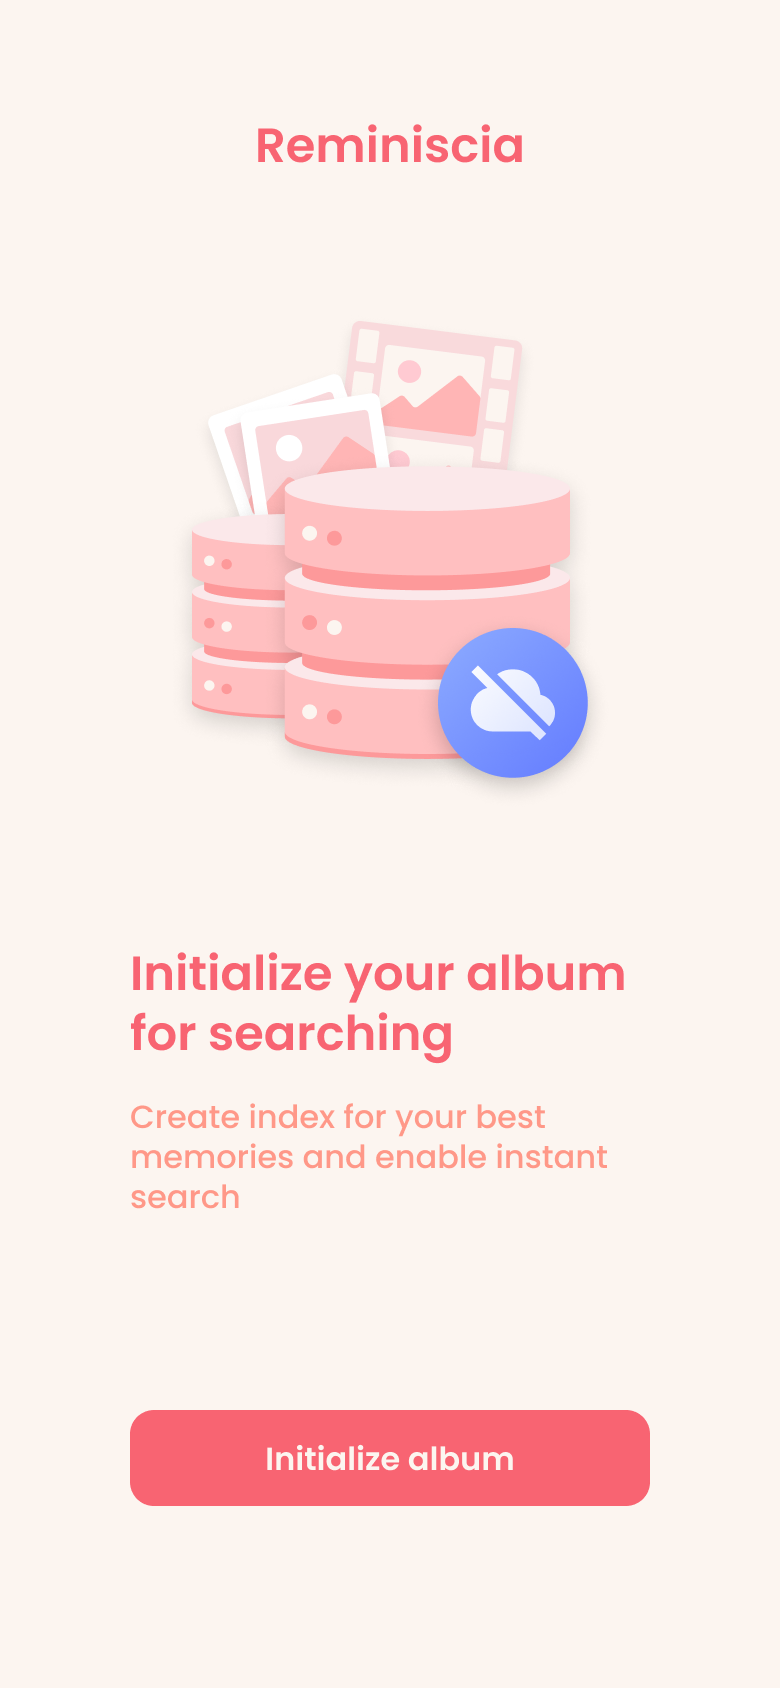 Reminiscia
Initialize your album
for searching
Create index for your best
memories and enable instant
search
Initialize album